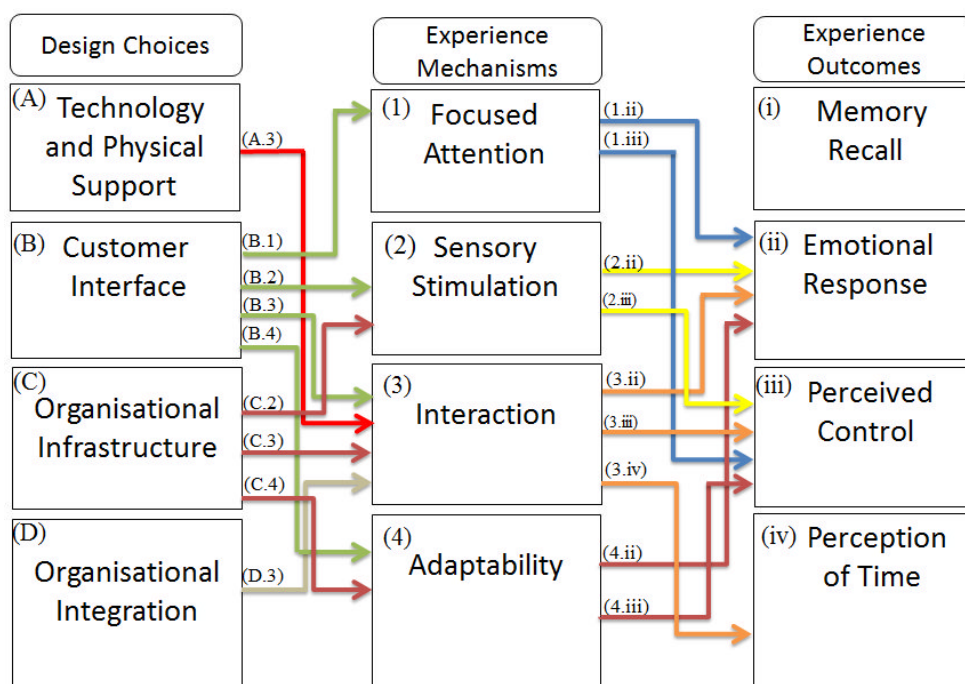 Design Choices
Experience
Mechanisms
Experience
Outcomes
(A) Technology
and Physical
Support
(A.3)
(B) Customer
Interface
(B.1)
(B.2)
(B.3)
(B.4)
(C)
Organisational
Infrastructure
(C.2)
(C.3)
(C.4)
(D)
Organisational
Integration
(D.3)
(1) Focused
Attention
(1.ii)
(1.iii)
(2) Sensory
Stimulation
(2.ii)
(2.iii)
(3)
Interaction
(3.ii)
(3.iii)
(3.iv)
(4)
Adaptability
(4.ii)
(4.iii)
(i) Memory
Recall
(ii) Emotional
Response
(iii) Perceived
Control
(iv) Perception
of Time